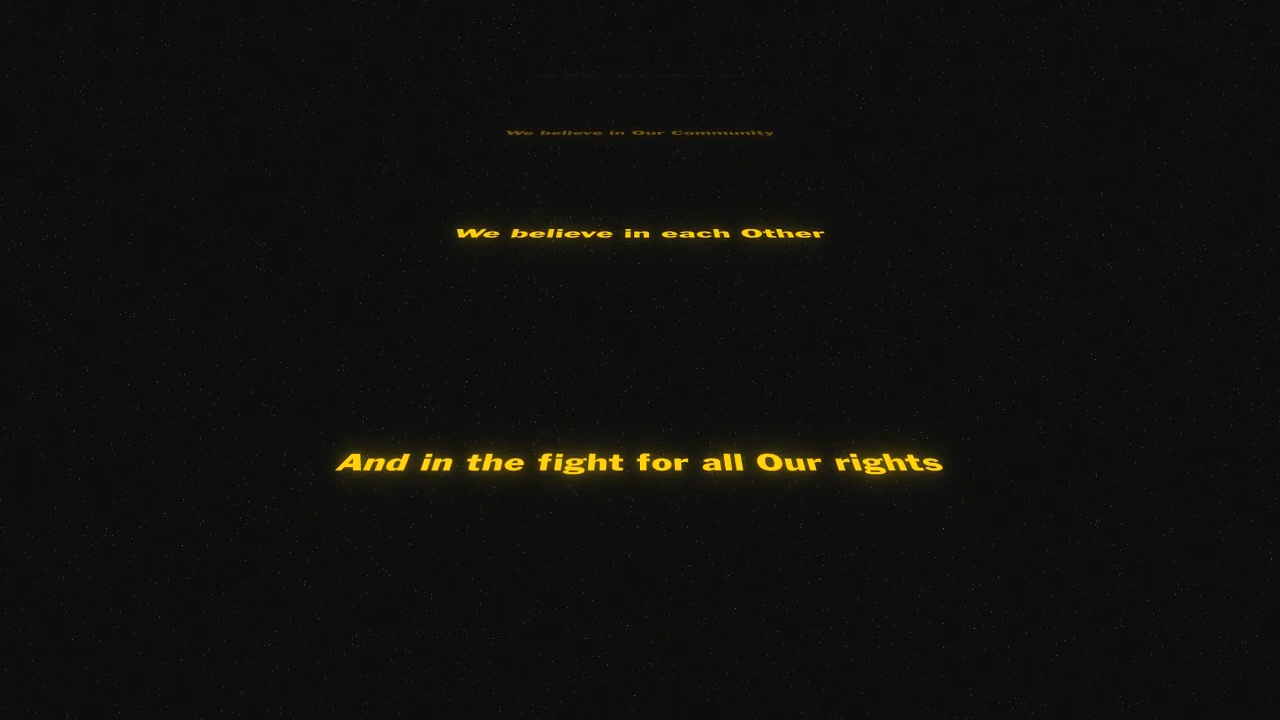 We believe in Our Community
We believe in each Other
And in the fight for all Our rights